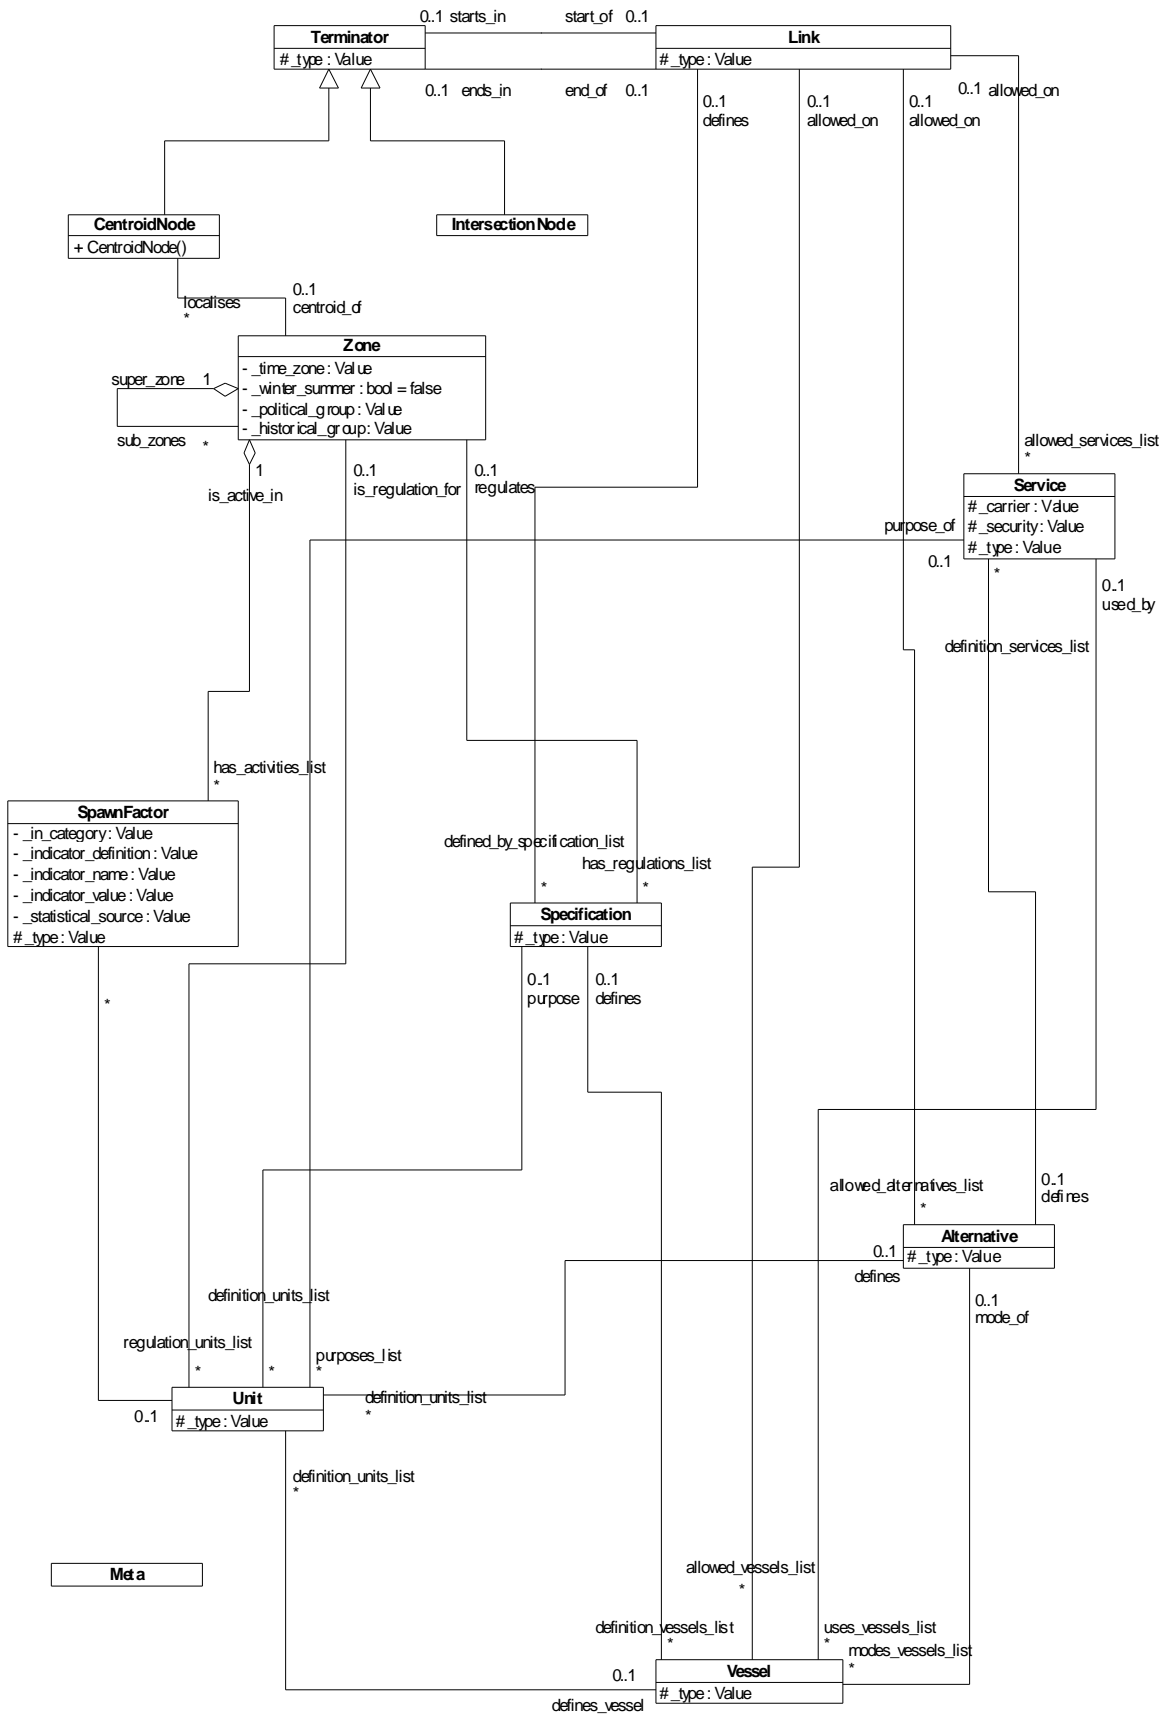 0..1 starts_in start_of 0..1
Terminator
# _type : Value
Link
# _type : Value
0..1 ends_in end_of 0..1
0..1
defines
0..1
allowed_on
0..1
allowed_on
0..1 allowed_on
CentroidNode
+ CentroidNode()
IntersectionNode
localises
*
0..1
centroid_of
Zone
- _time_zone : Value
- _winter_summer : bool = false
- _political_group : Value
- _historical_group : Value
super_zone 1
sub_zones *
1
is_active_in
0..1
is_regulation_for
0..1
regulates
allowed_services_list
*
Service
# _carrier : Value
# _security : Value
# _type : Value
purpose_of
0..1
*
definition_services_list
0..1
used_by
has_activities_list
*
SpawnFactor
- _in_category : Value
- _indicator_definition : Value
- _indicator_name : Value
- _indicator_value : Value
- _statistical_source : Value
# _type : Value
defined_by_specification_list
*
has_regulations_list
*
Specification
# _type : Value
*
0..1
purpose
0..1
defines
allowed_alternatives_list
*
0..1
defines
Alternative
# _type : Value
0..1
defines
0..1
mode_of
definition_units_list
*
regulation_units_list
*
purposes_list
*
Unit
# _type : Value
0..1
definition_units_list
*
definition_units_list
*
Meta
allowed_vessels_list
*
definition_vessels_list
*
uses_vessels_list
*
modes_vessels_list
*
Vessel
# _type : Value
0..1
defines_vessel